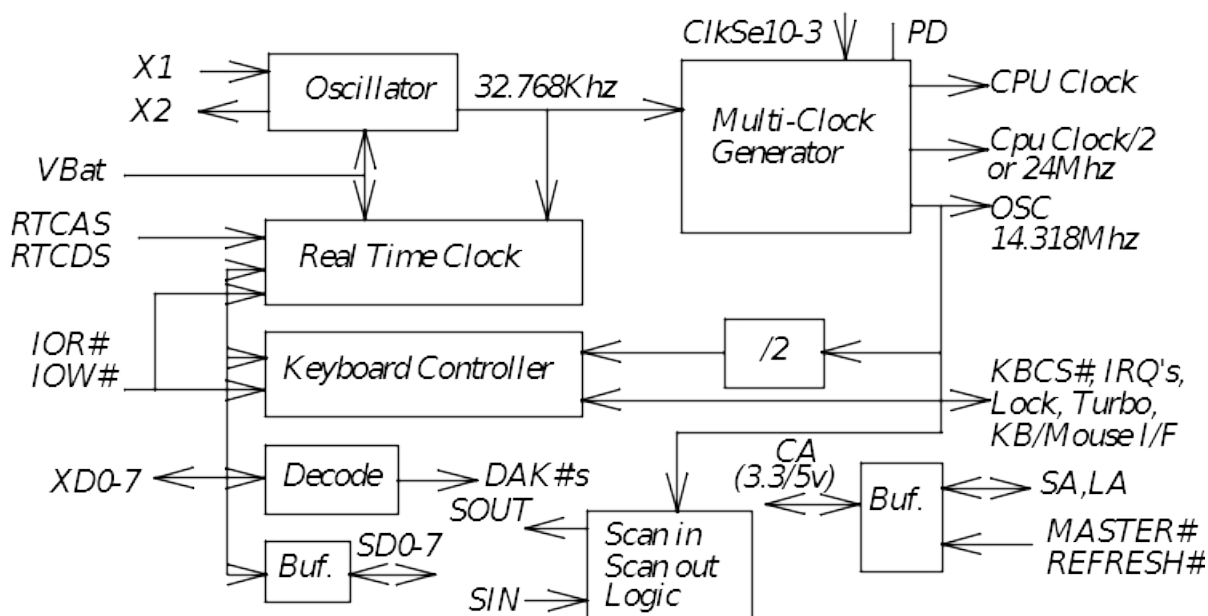 ClkSe10-3
PD
X1
X2
Oscillator
32.768Khz
Multi-Clock
Generator
CPU Clock
Cpu Clock/2
or 24Mhz
OSC
14.318Mhz
VBat
RTCAS
RTCDS
Real Time Clock
IOR#
IOW#
Keyboard Controller
/2
KBCS#, IRQ's,
Lock, Turbo,
KB/Mouse I/F
XD0-7
Decode
DAK#s
SOUT
CA
(3.3/5v)
Buf.
SA,LA
MASTER#
REFRESH#
Buf.
SD0-7
SIN
Scan in
Scan out
Logic